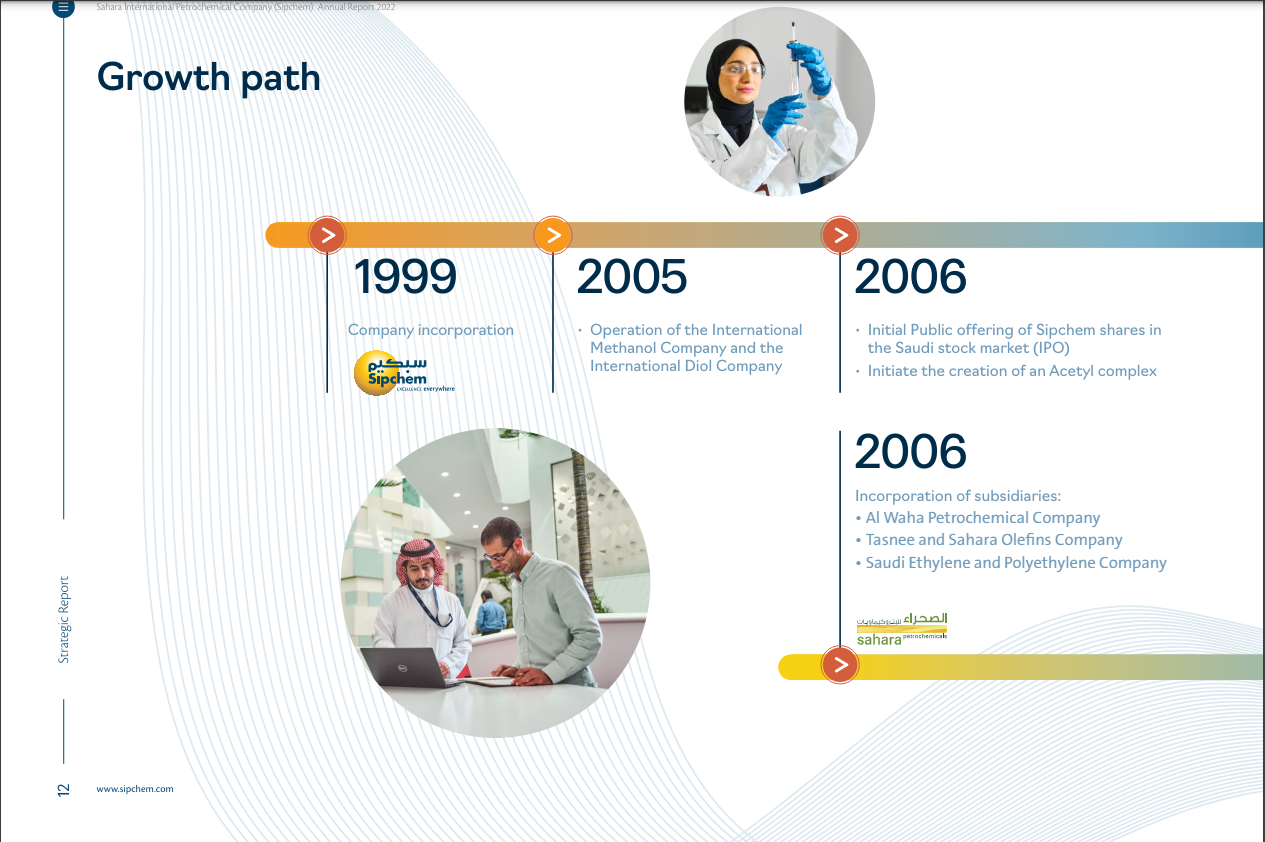 Sahara International Petrochemical Company (Sipchem) Annual Report 2022
Growth path
1999
Company incorporation
سبكيم
Sipchem
EXCELLENCE everywhere
2005
· Operation of the International
Methanol Company and the
International Diol Company
2006
· Initial Public offering of Sipchem shares in
the Saudi stock market (IPO)
· Initiate the creation of an Acetyl complex
2006
Incorporation of subsidiaries:
• Al Waha Petrochemical Company
• Tasnee and Sahara Olefins Company
• Saudi Ethylene and Polyethylene Company
الصحراء للبتروكيماويات
sahara petrochemicals
DELL
Strategic Report
12
www.sipchem.com